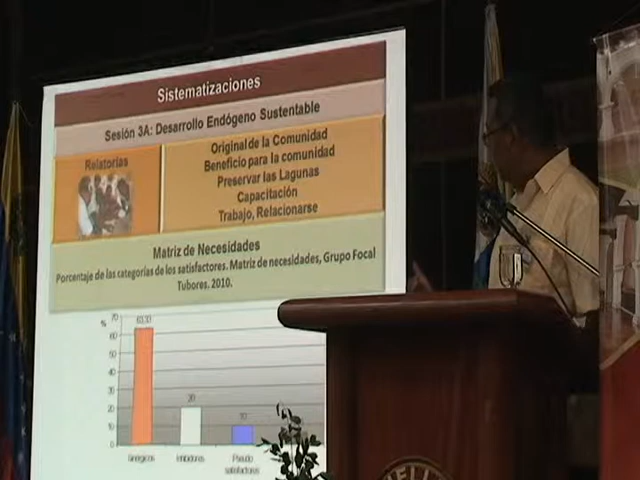 Sistematizaciones
Sesión 3A: Desarrollo Endógeno Sustentable
Relatorias
Original de la Comunidad
Beneficio para la comunidad
Preservar las Lagunas
Capacitación
Trabajo, Relacionarse
Matriz de Necesidades
Porcentaje de las categorías de los satisfactores. Matriz de necesidades, Grupo Focal
Tubores. 2010.
%
70
60
50
40
30
20
10
0
20
10
Pseudo
satisfactores